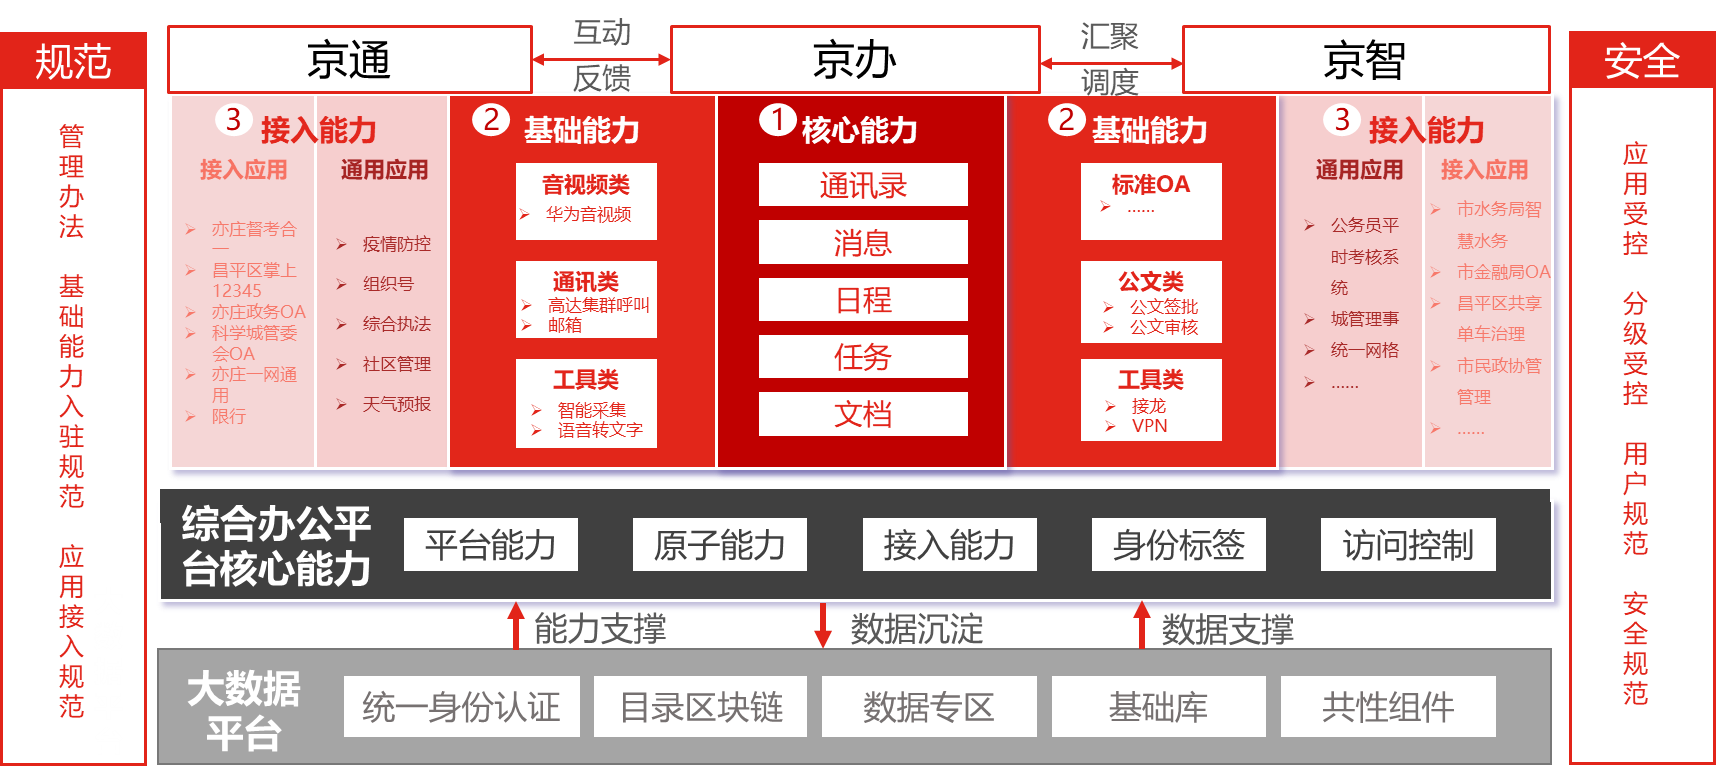 规范
管理办法
基础能力入驻规范
应用接入规范
京通
互动
反馈
京办
汇聚
调度
京智
3
接入能力
接入应用
亦庄督考合
一
昌平区掌上
12345
亦庄政务OA
科学城管委
会OA
亦庄一网通
用
限行
通用应用
疫情防控
组织号
综合执法
社区管理
天气预报
2
基础能力
音视频类
华为音视频
通讯类
高达集群呼叫
邮箱
工具类
智能采集
语音转文字
1
核心能力
通讯录
消息
日程
任务
文档
2
基础能力
标准OA
......
公文类
公文签批
公文审核
工具类
接龙
VPN
3
接入能力
通用应用
公务员平
时考核系
统
城管理事
统一网格
......
接入应用
市水务局智
慧水务
市金融局OA
昌平区共享
单车治理
市民政协管
管理
......
综合办公平
台核心能力
平台能力
原子能力
接入能力
身份标签
访问控制
能力支撑
数据沉淀
数据支撑
大数据
平台
统一身份认证
目录区块链
数据专区
基础库
共性组件
安全
应用受控
分级受控
用户规范
安全规范